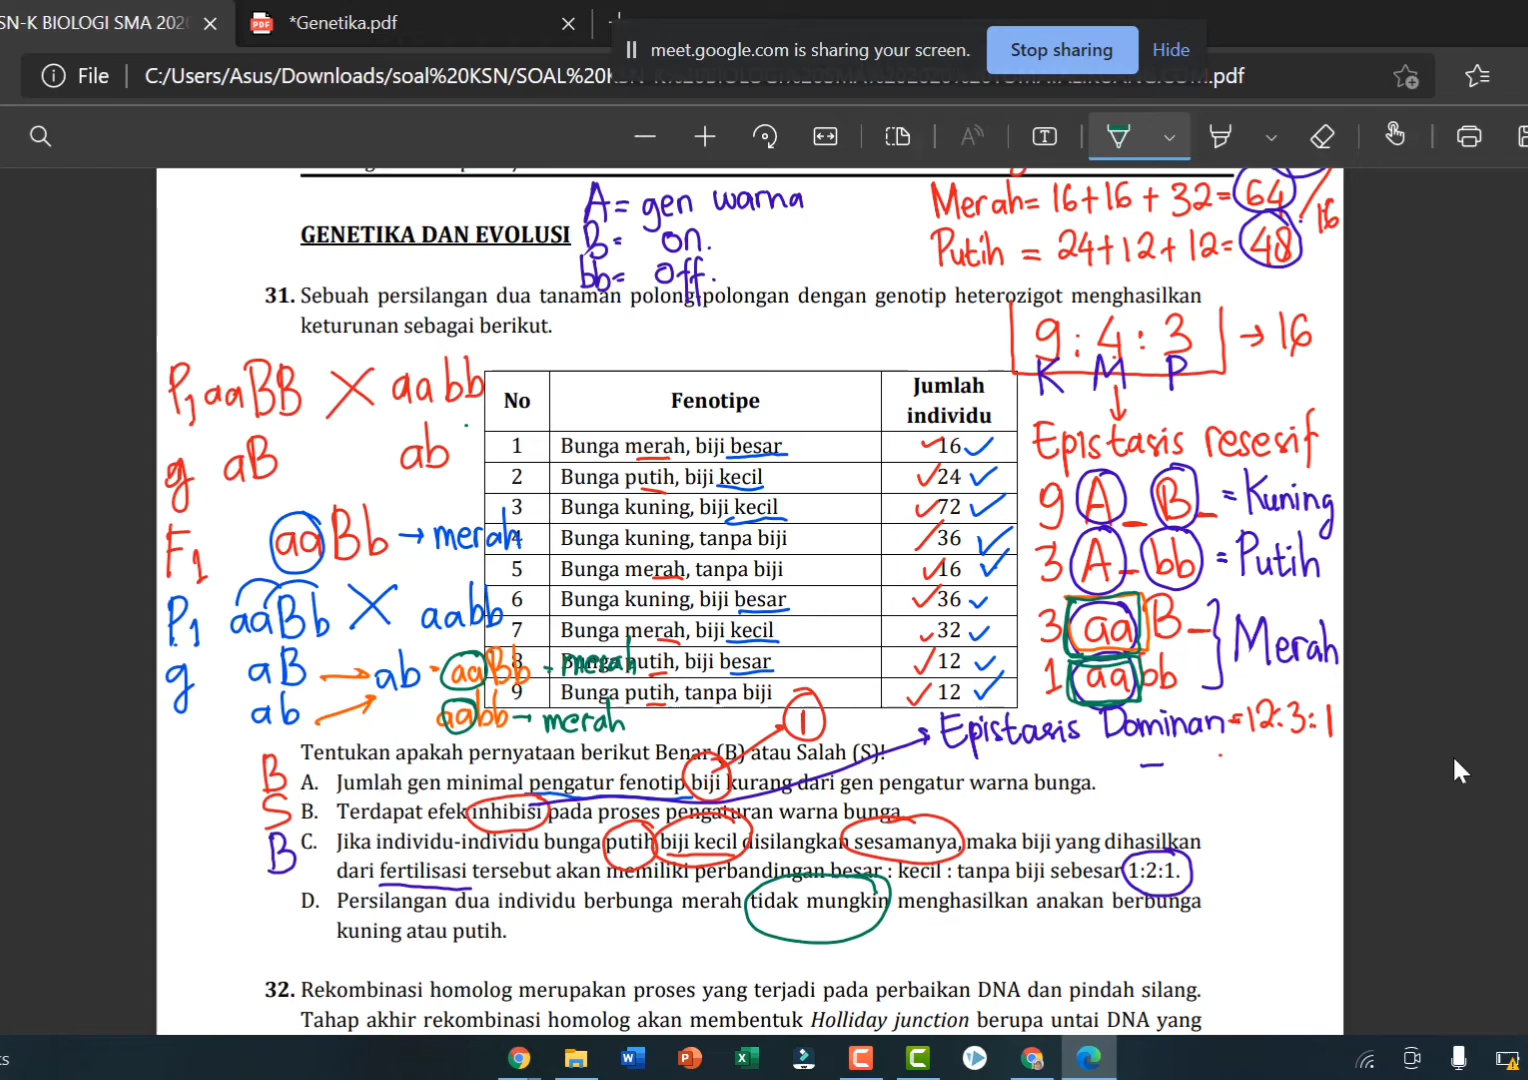 SN-K BIOLOGI SMA 202
*Genetika.pdf
meet.google.com is sharing your screen.
Stop sharing
Hide
File
C:/Users/Asus/Downloads/soal%20KSN/SOAL%20KSN
.pdf
A= gen warna
B= on.
bb= off.
Merah= 16+16+32= 64
/16
Putih = 24+12+12= 48
GENETIKA DAN EVOLUSI
31. Sebuah persilangan dua tanaman polong-polongan dengan genotip heterozigot menghasilkan
keturunan sebagai berikut.
9 : 4 : 3 → 16
K M P
P1 aaBB X aabb
g aB ab
F1 aaBb → merah
P1 aaBb X aabb
g aB → ab = aaBb - merah
ab aabb → merah
No Fenotipe Jumlah individu
1 Bunga merah, biji besar 16
2 Bunga putih, biji kecil 24
3 Bunga kuning, biji kecil 72
4 Bunga kuning, tanpa biji 36
5 Bunga merah, tanpa biji 16
6 Bunga kuning, biji besar 36
7 Bunga merah, biji kecil 32
8 Bunga putih, biji besar 12
9 Bunga putih, tanpa biji 12
Epistasis resesif
9 A_B_ = Kuning
3 A_bb = Putih
3 aaB_
1 aabb
Merah
Epistasis Dominan = 12:3:1
1
Tentukan apakah pernyataan berikut Benar (B) atau Salah (S)!
B A. Jumlah gen minimal pengatur fenotip biji kurang dari gen pengatur warna bunga.
S B. Terdapat efek inhibisi pada proses pengaturan warna bunga.
B C. Jika individu-individu bunga putih biji kecil disilangkan sesamanya, maka biji yang dihasilkan
dari fertilisasi tersebut akan memiliki perbandingan besar : kecil : tanpa biji sebesar 1:2:1.
D. Persilangan dua individu berbunga merah tidak mungkin menghasilkan anakan berbunga
kuning atau putih.
32. Rekombinasi homolog merupakan proses yang terjadi pada perbaikan DNA dan pindah silang.
Tahap akhir rekombinasi homolog akan membentuk Holliday junction berupa untai DNA yang